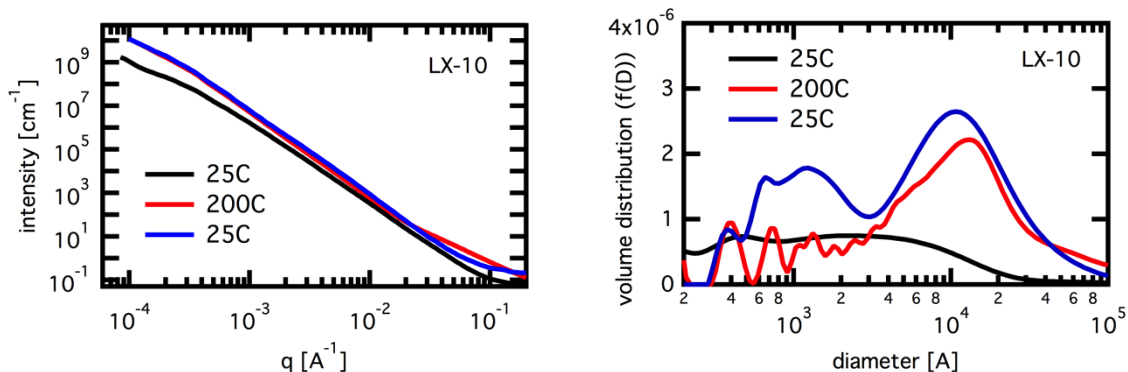 intensity [cm-1]
10^9
10^7
10^5
10^3
10^1
10^-1
LX-10
25C
200C
25C
10^-4
10^-3
10^-2
10^-1
q [A^-1]
volume distribution (f(D))
4x10^-6
3
2
1
0
LX-10
25C
200C
25C
2 4 6 8 2 4 6 8 2 4 6 8
10^3
10^4
10^5
diameter [A]